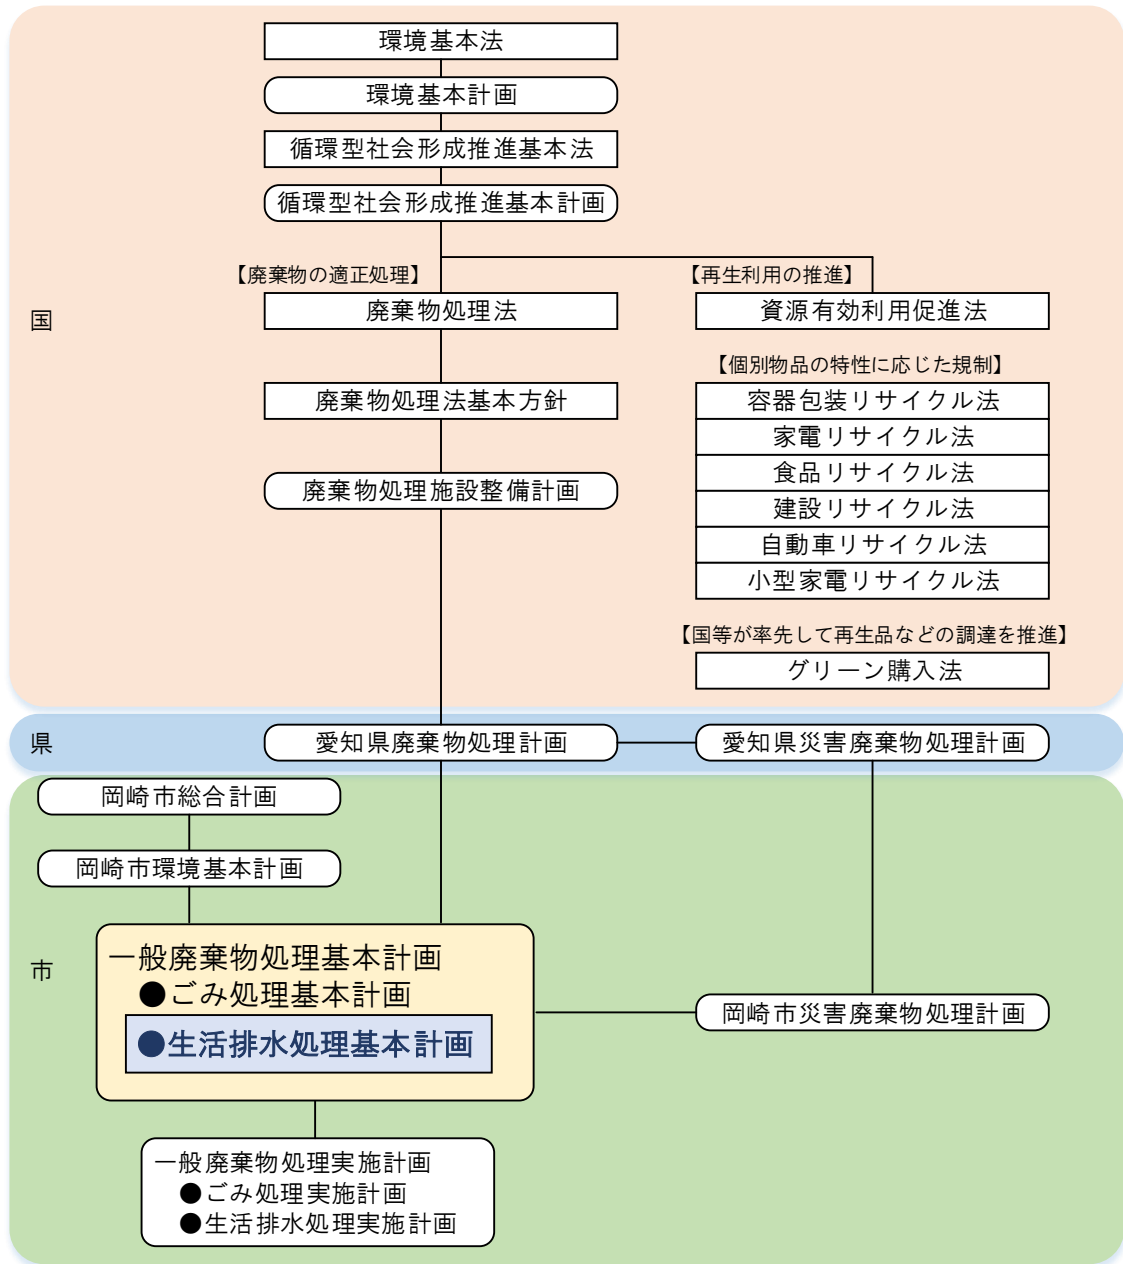 環境基本法
環境基本計画
循環型社会形成推進基本法
循環型社会形成推進基本計画
【廃棄物の適正処理】
【再生利用の推進】
国
廃棄物処理法
資源有効利用促進法
【個別物品の特性に応じた規制】
廃棄物処理法基本方針
容器包装リサイクル法
家電リサイクル法
食品リサイクル法
廃棄物処理施設整備計画
建設リサイクル法
自動車リサイクル法
小型家電リサイクル法
【国等が率先して再生品などの調達を推進】
グリーン購入法
県
愛知県廃棄物処理計画
愛知県災害廃棄物処理計画
岡崎市総合計画
岡崎市環境基本計画
市
一般廃棄物処理基本計画
●ごみ処理基本計画
●生活排水処理基本計画
岡崎市災害廃棄物処理計画
一般廃棄物処理実施計画
●ごみ処理実施計画
●生活排水処理実施計画